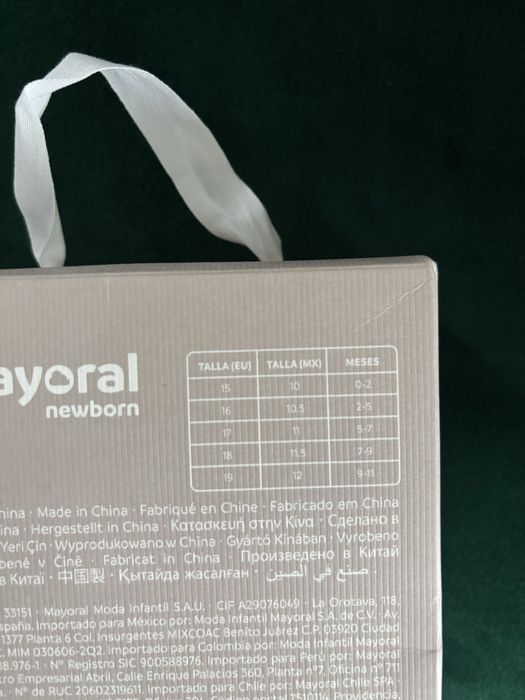 ayoral
newborn
TALLA (EU) TALLA (MX) MESES
15 10 0-2
16 10.5 2-5
17 11 5-7
18 11.5 7-9
19 12 9-11
hina · Made in China · Fabriqué en Chine · Fabricado em China
ina · Hergestellt in China · Κατασκευή στην Κίνα · Сделано в
Yeri Çin · Wyprodukowano w China · Gyártó Kínában · Vyrobeno
bené v Číně · Fabricat in China · Произведено в Китай
в Китаї · 中国製 · Қытайда жасалған · صنع في الصين ·
33151 · Mayoral Moda Infantil S.A.U. · CIF A29076049 · La Orotava, 118,
spaña. Importado para México por: Mayoral Moda Infantil Mayoral S.A. de C.V. · Av.
1377 Planta 6 Col. Insurgentes MIXCOAC Benito Juárez C.P. 03920 Ciudad
. MIM 030606-2Q2. Importado para Colombia por: Moda Infantil Mayoral
38.976-1 · Nº Registro SIC 900588976. Importado para Perú por: Mayoral
tro Empresarial Abril, Calle Enrique Palacios 360, Planta nº7, Oficina nº 711
· Nº de RUC 20602319611. Importado para Chile por: Mayoral Chile SPA
Providencia